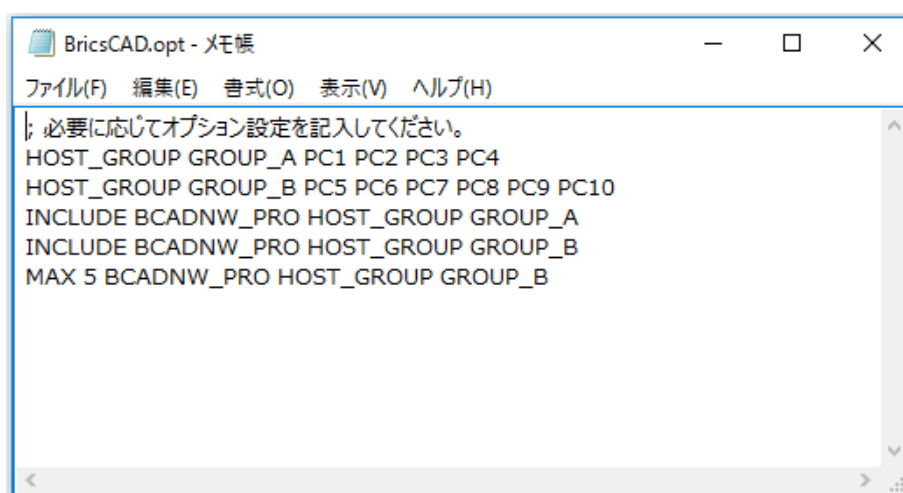 BricsCAD.opt - メモ帳
ファイル(F) 編集(E) 書式(O) 表示(V) ヘルプ(H)
; 必要に応じてオプション設定を記入してください。
HOST_GROUP GROUP_A PC1 PC2 PC3 PC4
HOST_GROUP GROUP_B PC5 PC6 PC7 PC8 PC9 PC10
INCLUDE BCADNW_PRO HOST_GROUP GROUP_A
INCLUDE BCADNW_PRO HOST_GROUP GROUP_B
MAX 5 BCADNW_PRO HOST_GROUP GROUP_B